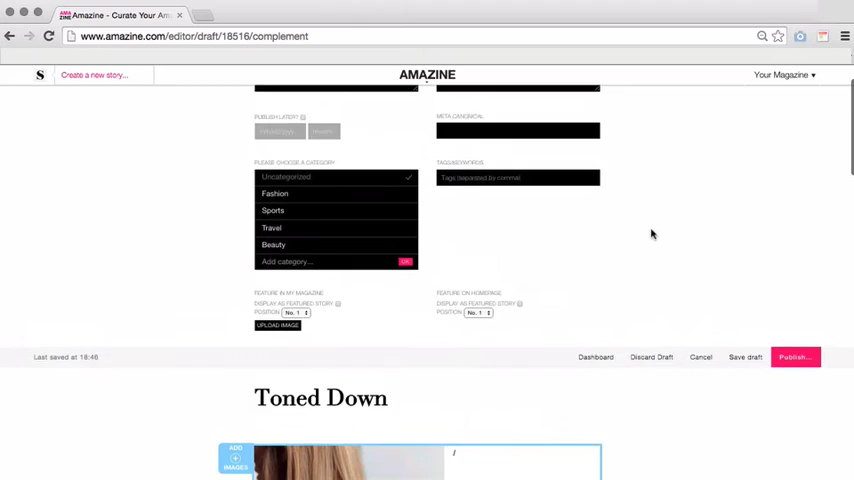 AMA ZINE Amazine - Curate Your Ama
www.amazine.com/editor/draft/18516/complement
S Create a new story... AMAZINE Your Magazine ▼
PUBLISH LATER?
META CANONICAL
PLEASE CHOOSE A CATEGORY
TAGS/KEYWORDS
Uncategorized
Tags (separated by comma)
Fashion
Sports
Travel
Beauty
Add category... OK
FEATURE IN MY MAGAZINE
FEATURE ON HOMEPAGE
DISPLAY AS FEATURED STORY
DISPLAY AS FEATURED STORY
POSITION No. 1
POSITION No. 1
UPLOAD IMAGE
Last saved at 18:46 Dashboard Discard Draft Cancel Save draft Publish...
Toned Down
ADD
IMAGES
/